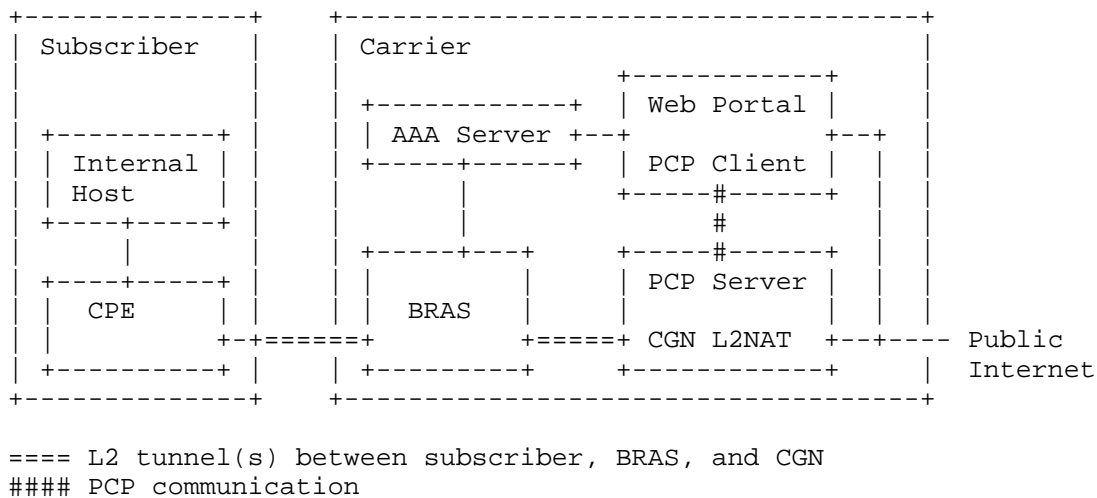 Subscriber Carrier
Web Portal
AAA Server
Internal PCP Client
Host
PCP Server
CPE BRAS
CGN L2NAT Public
Internet
==== L2 tunnel(s) between subscriber, BRAS, and CGN
#### PCP communication